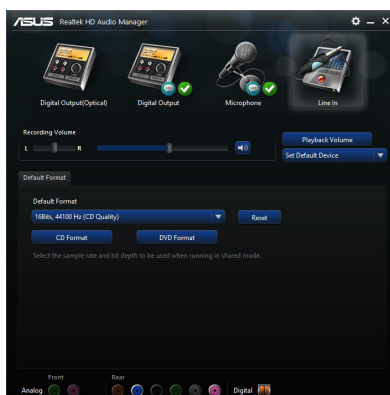 ASUS Realtek HD Audio Manager
Digital Output(Optical)
Digital Output
Microphone
Line In
Recording Volume
L
R
Playback Volume
Set Default Device
Default Format
Default Format
16Bits, 44100 Hz (CD Quality)
Reset
CD Format
DVD Format
Select the sample rate and bit depth to be used when running in shared mode.
Front
Rear
Analog
Digital